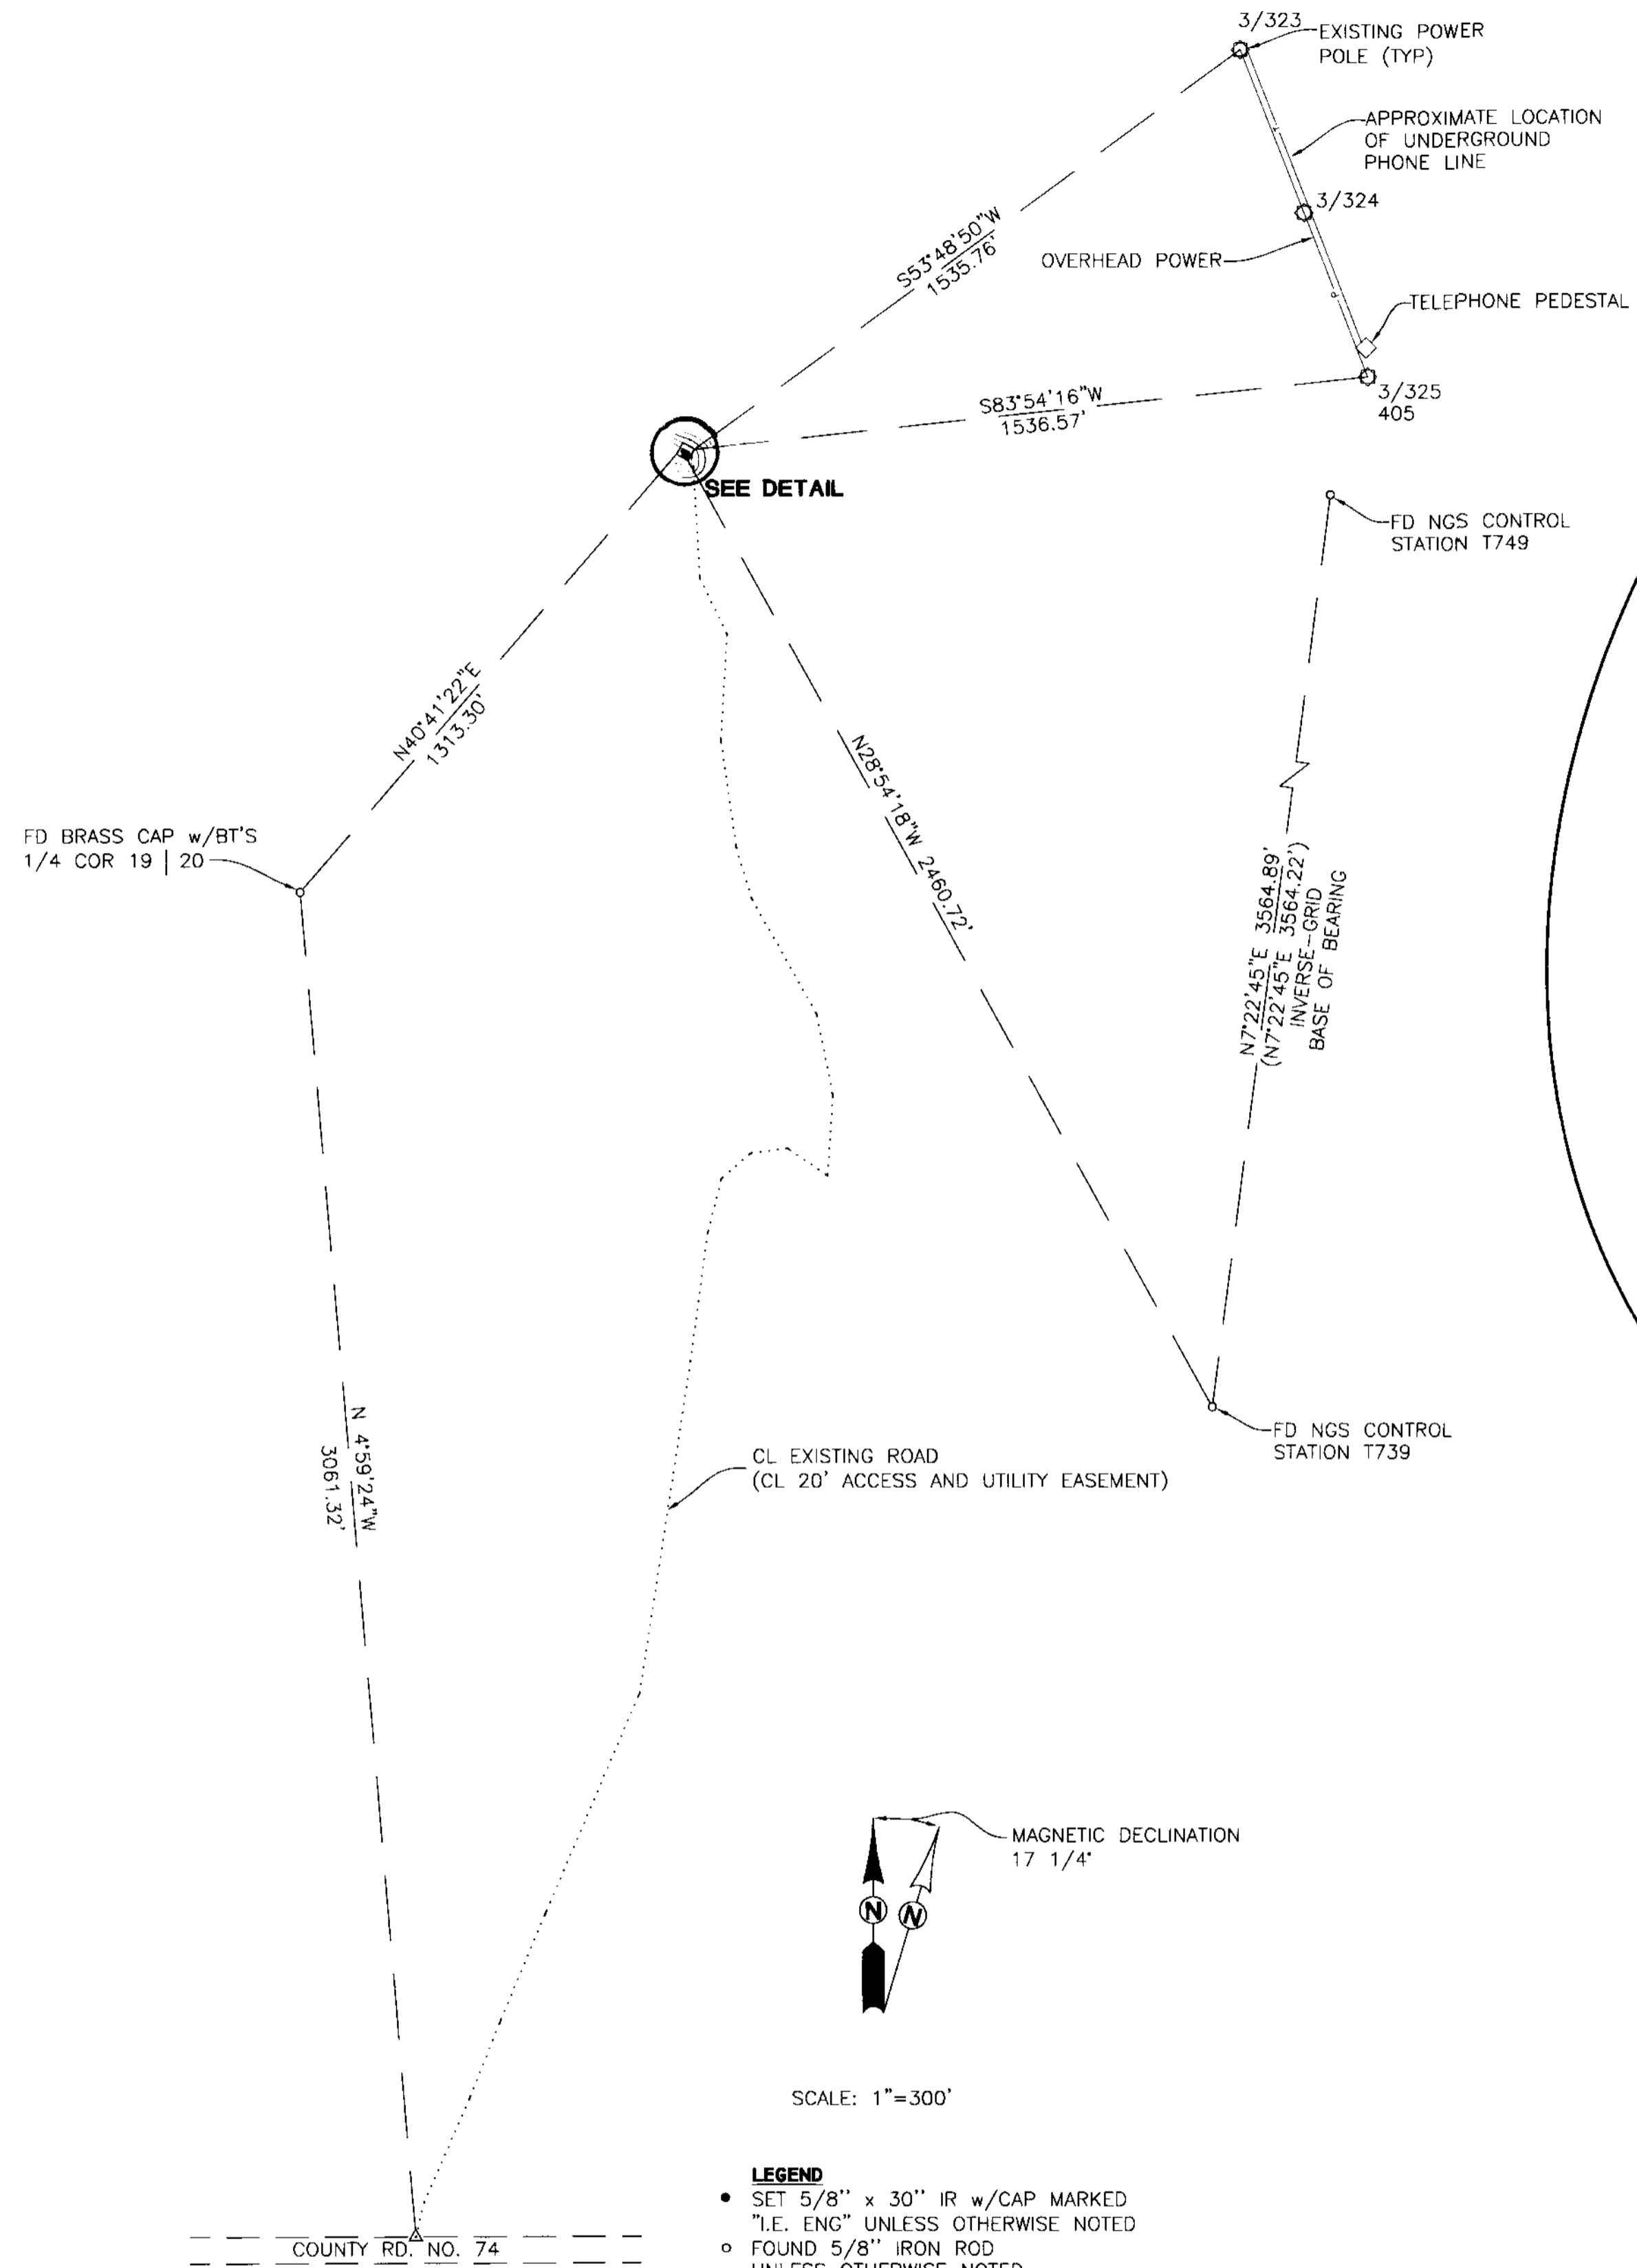 3/323
EXISTING POWER
POLE (TYP)
APPROXIMATE LOCATION
OF UNDERGROUND
PHONE LINE
3/324
S53°48'50"W
1535.76'
OVERHEAD POWER
TELEPHONE PEDESTAL
S83°54'16"W
1536.57'
3/325
405
SEE DETAIL
FD NGS CONTROL
STATION T749
N40°41'22"E
1313.30'
N28°54'18"W 2460.72'
FD BRASS CAP w/BT'S
1/4 COR 19 | 20
N7°22'45"E 3564.89'
(N7°22'45"E 3564.22')
INVERSE-GRID
BASE OF BEARING
FD NGS CONTROL
STATION T739
N 4°59'24"W
3061.32'
CL EXISTING ROAD
(CL 20' ACCESS AND UTILITY EASEMENT)
MAGNETIC DECLINATION
17 1/4°
N N
SCALE: 1"=300'
LEGEND
SET 5/8" x 30" IR w/CAP MARKED
"I.E. ENG" UNLESS OTHERWISE NOTED
FOUND 5/8" IRON ROD
UNLESS OTHERWISE NOTED
COUNTY RD. NO. 74